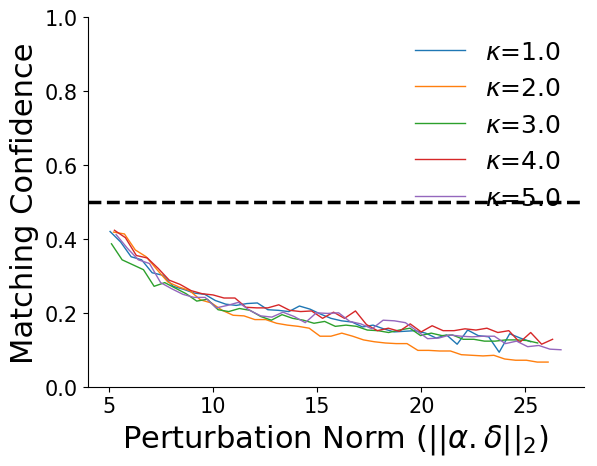 Matching Confidence
1.0
0.8
0.6
0.4
0.2
0.0
κ=1.0
κ=2.0
κ=3.0
κ=4.0
κ=5.0
5 10 15 20 25
Perturbation Norm (||α.δ||₂)